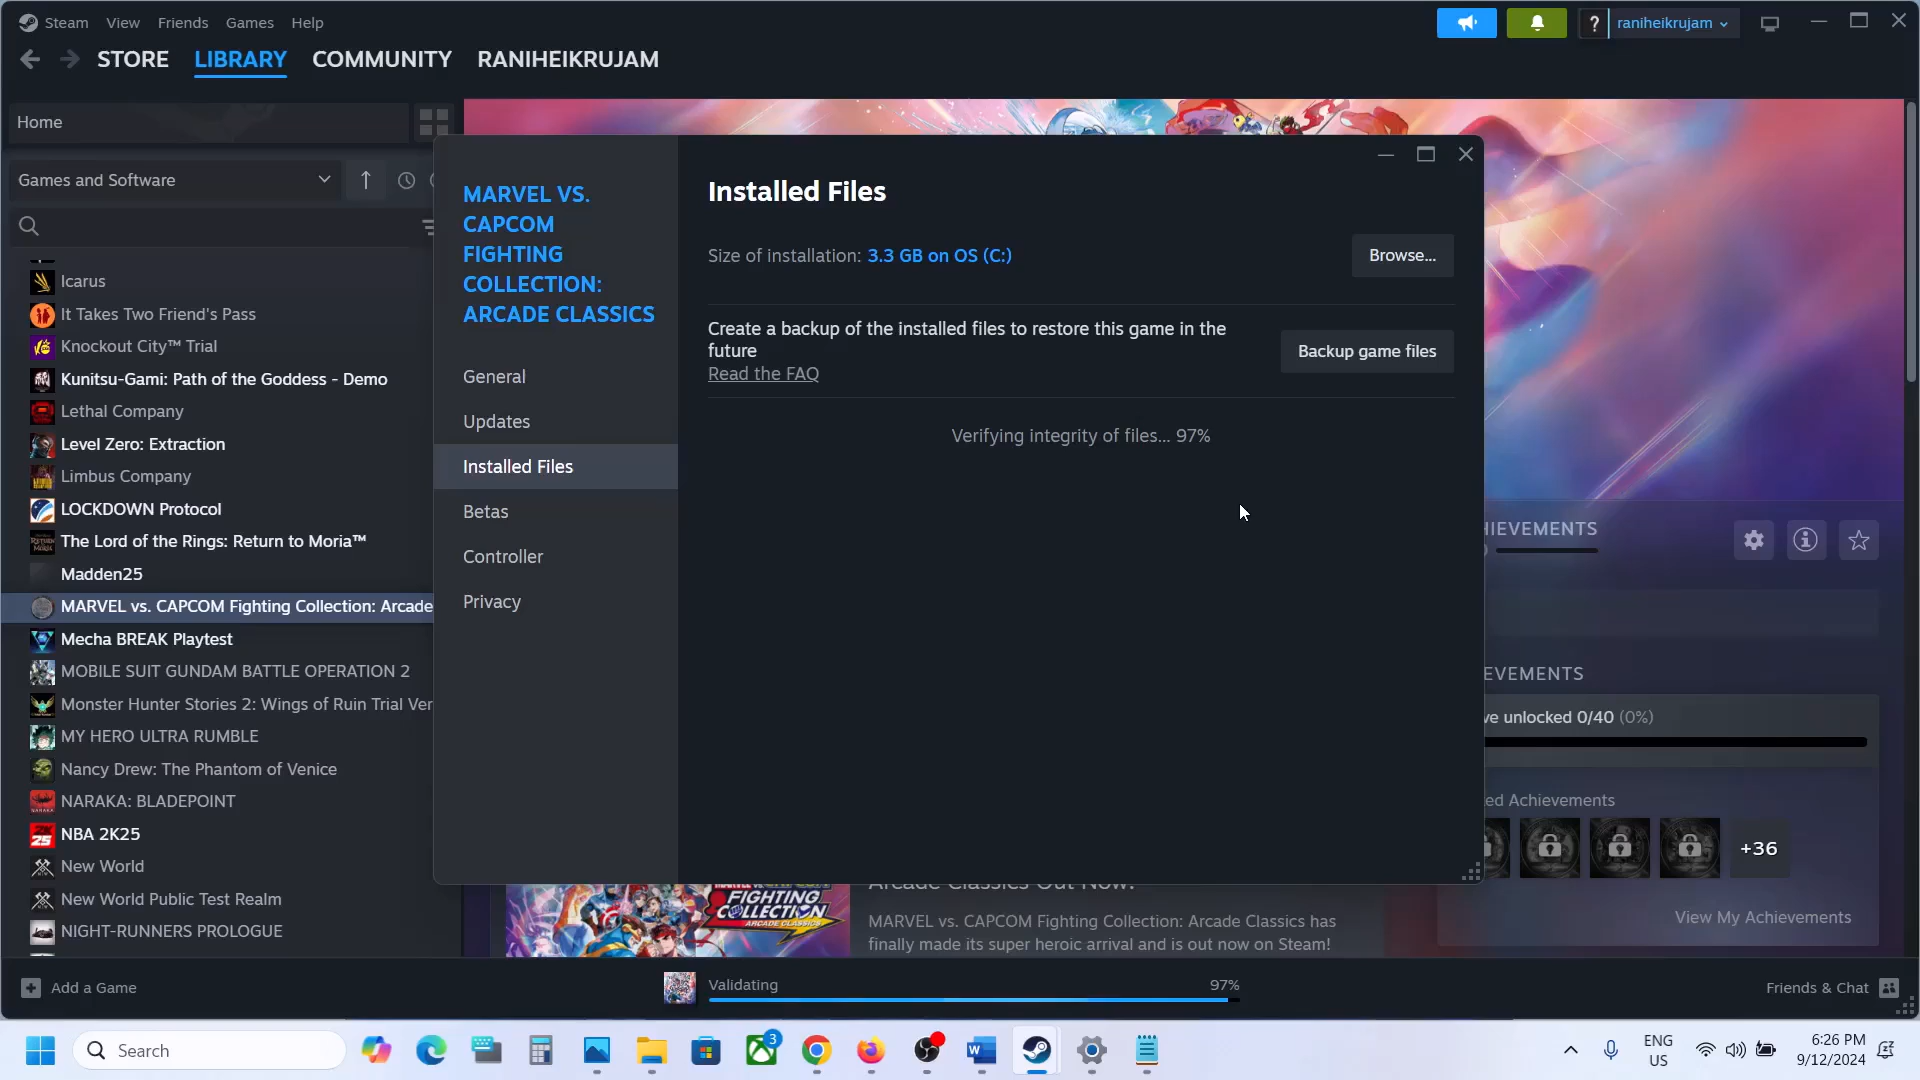 Steam View Friends Games Help
? raniheikrujam
STORE LIBRARY COMMUNITY RANIHEIKRUJAM
Home
Games and Software
Icarus
It Takes Two Friend's Pass
Knockout City™ Trial
Kunitsu-Gami: Path of the Goddess - Demo
Lethal Company
Level Zero: Extraction
Limbus Company
LOCKDOWN Protocol
The Lord of the Rings: Return to Moria™
Madden25
MARVEL vs. CAPCOM Fighting Collection: Arcade
Mecha BREAK Playtest
MOBILE SUIT GUNDAM BATTLE OPERATION 2
Monster Hunter Stories 2: Wings of Ruin Trial Ver
MY HERO ULTRA RUMBLE
Nancy Drew: The Phantom of Venice
NARAKA: BLADEPOINT
NBA 2K25
New World
New World Public Test Realm
NIGHT-RUNNERS PROLOGUE
MARVEL VS.
CAPCOM
FIGHTING
COLLECTION:
ARCADE CLASSICS
General
Updates
Installed Files
Betas
Controller
Privacy
Installed Files
Size of installation: 3.3 GB on OS (C:)
Browse...
Create a backup of the installed files to restore this game in the
future
Read the FAQ
Backup game files
Verifying integrity of files... 97%
HIEVEMENTS
EVEMENTS
ve unlocked 0/40 (0%)
ed Achievements
+36
View My Achievements
Arcade Classics Out Now!
MARVEL vs. CAPCOM Fighting Collection: Arcade Classics has
finally made its super heroic arrival and is out now on Steam!
FIGHTING
COLLECTION
ARCADE CLASSICS
Add a Game
Validating 97%
Friends & Chat
Search
3
ENG
US
6:26 PM
9/12/2024